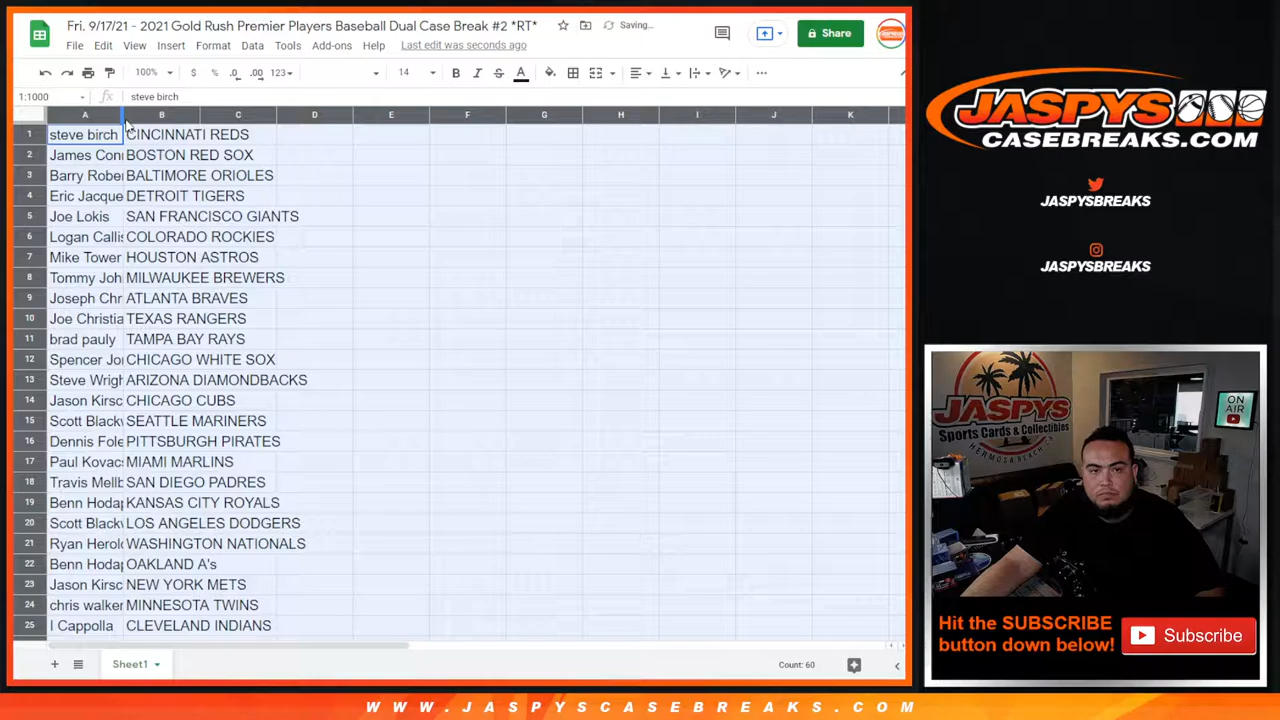 Fri. 9/17/21 - 2021 Gold Rush Premier Players Baseball Dual Case Break #2 *RT*
Saving...
File Edit View Insert Format Data Tools Add-ons Help Last edit was seconds ago
Share
100% $ % .0 .00 123 14 B I S A
1:1000 fx steve birch
A B C D E F G H I J K
1 steve birch CINCINNATI REDS
2 James Con BOSTON RED SOX
3 Barry Rober BALTIMORE ORIOLES
4 Eric Jacque DETROIT TIGERS
5 Joe Lokis SAN FRANCISCO GIANTS
6 Logan Callis COLORADO ROCKIES
7 Mike Tower HOUSTON ASTROS
8 Tommy Joh MILWAUKEE BREWERS
9 Joseph Chr ATLANTA BRAVES
10 Joe Christia TEXAS RANGERS
11 brad pauly TAMPA BAY RAYS
12 Spencer Jo CHICAGO WHITE SOX
13 Steve Wrigh ARIZONA DIAMONDBACKS
14 Jason Kirsc CHICAGO CUBS
15 Scott Blackw SEATTLE MARINERS
16 Dennis Fole PITTSBURGH PIRATES
17 Paul Kovacs MIAMI MARLINS
18 Travis Mellb SAN DIEGO PADRES
19 Benn Hodap KANSAS CITY ROYALS
20 Scott Blackw LOS ANGELES DODGERS
21 Ryan Herold WASHINGTON NATIONALS
22 Benn Hodap OAKLAND A's
23 Jason Kirsc NEW YORK METS
24 chris walker MINNESOTA TWINS
25 I Cappolla CLEVELAND INDIANS
Sheet1
Count: 60
JASPYS
CASEBREAKS.COM
JASPYSBREAKS
JASPYSBREAKS
JASPYS
Sports Cards & Collectibles
HERMOSA BEACH
ON
AIR
Hit the SUBSCRIBE
button down below!
Subscribe
WWW.JASPYSCASEBREAKS.COM